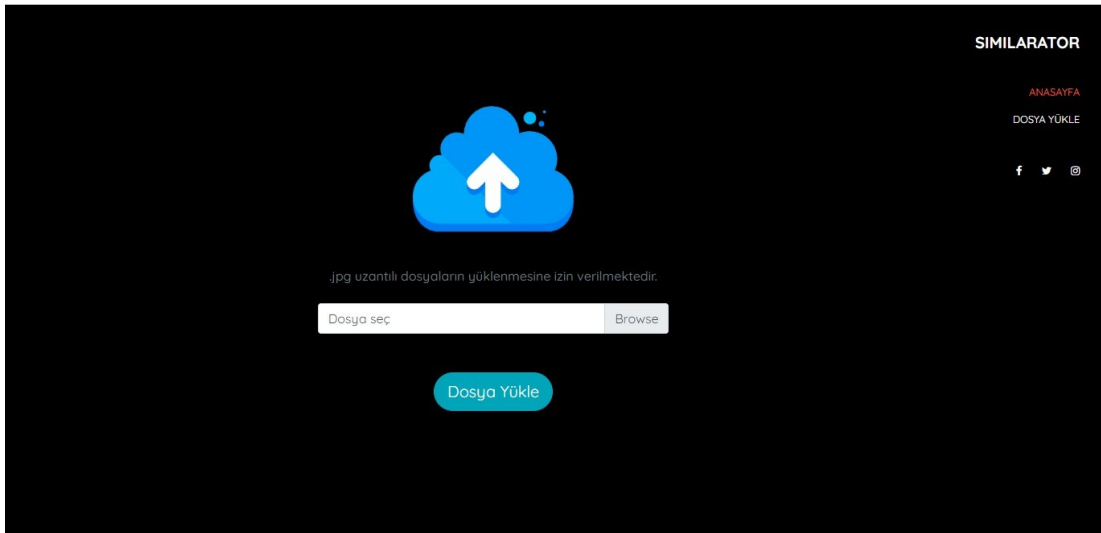 SIMILARATOR
ANASAYFA
DOSYA YÜKLE
.jpg uzantılı dosyaların yüklenmesine izin verilmektedir.
Dosya seç Browse
Dosya Yükle